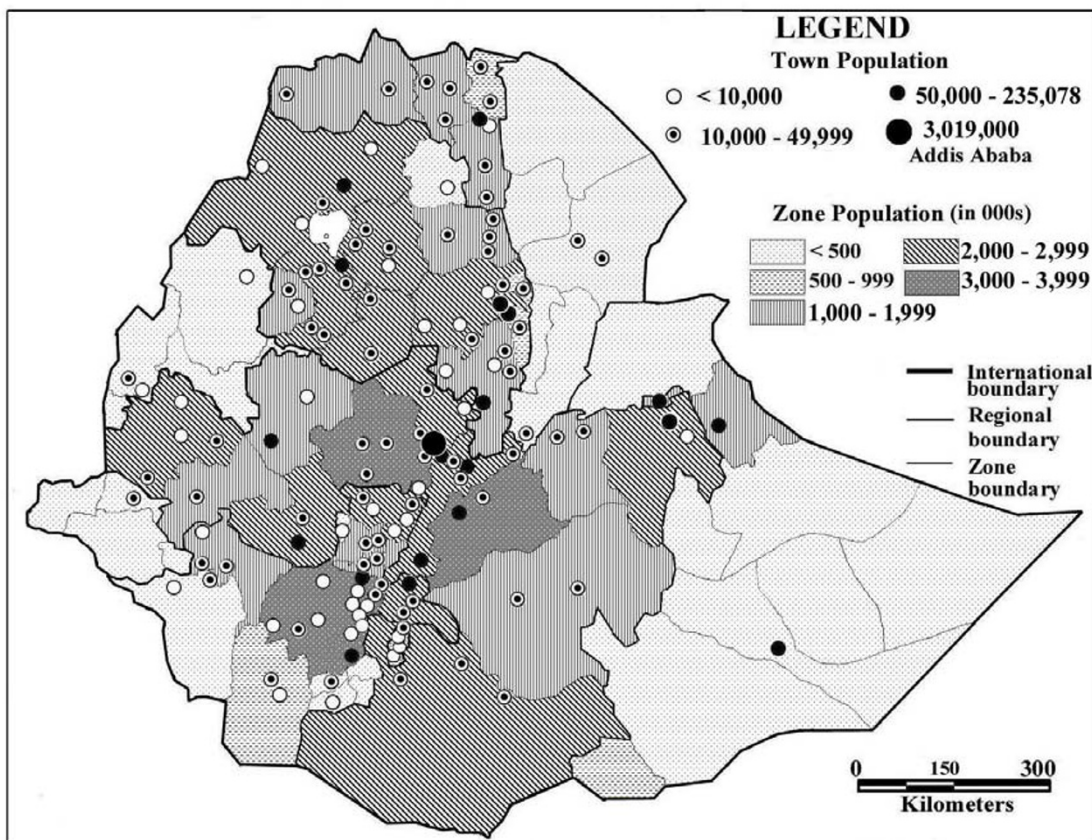 LEGEND
Town Population
< 10,000
50,000 - 235,078
10,000 - 49,999
3,019,000
Addis Ababa
Zone Population (in 000s)
< 500
2,000 - 2,999
500 - 999
3,000 - 3,999
1,000 - 1,999
International
boundary
Regional
boundary
Zone
boundary
0 150 300
Kilometers